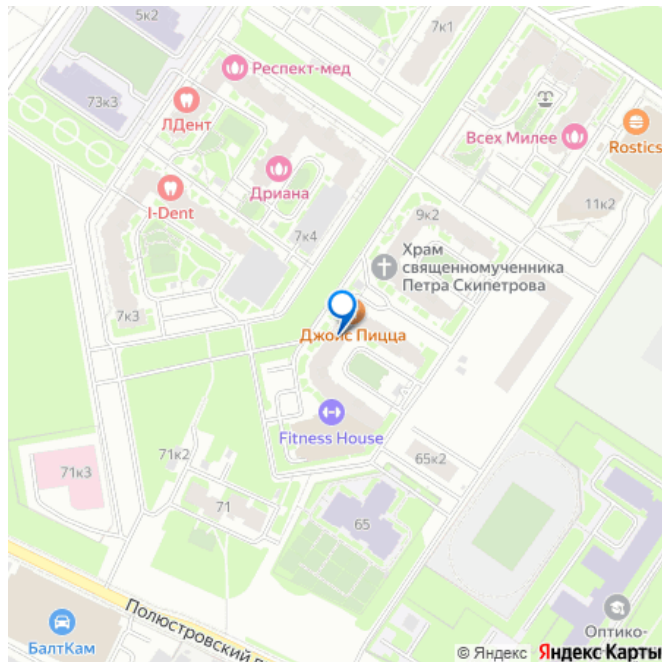 5к2
7к1
Респект-мед
73к3
ЛДент
Всех Милее
Rostics
Дриана
I-Dent
11к2
9к2
7к4
Храм
священномученника
Петра Скипетрова
7к3
Джойс Пицца
Fitness House
71к2
65к2
71к3
71
65
Полюстровский
БалтКам
Оптико-
© Яндекс Яндекс Карты